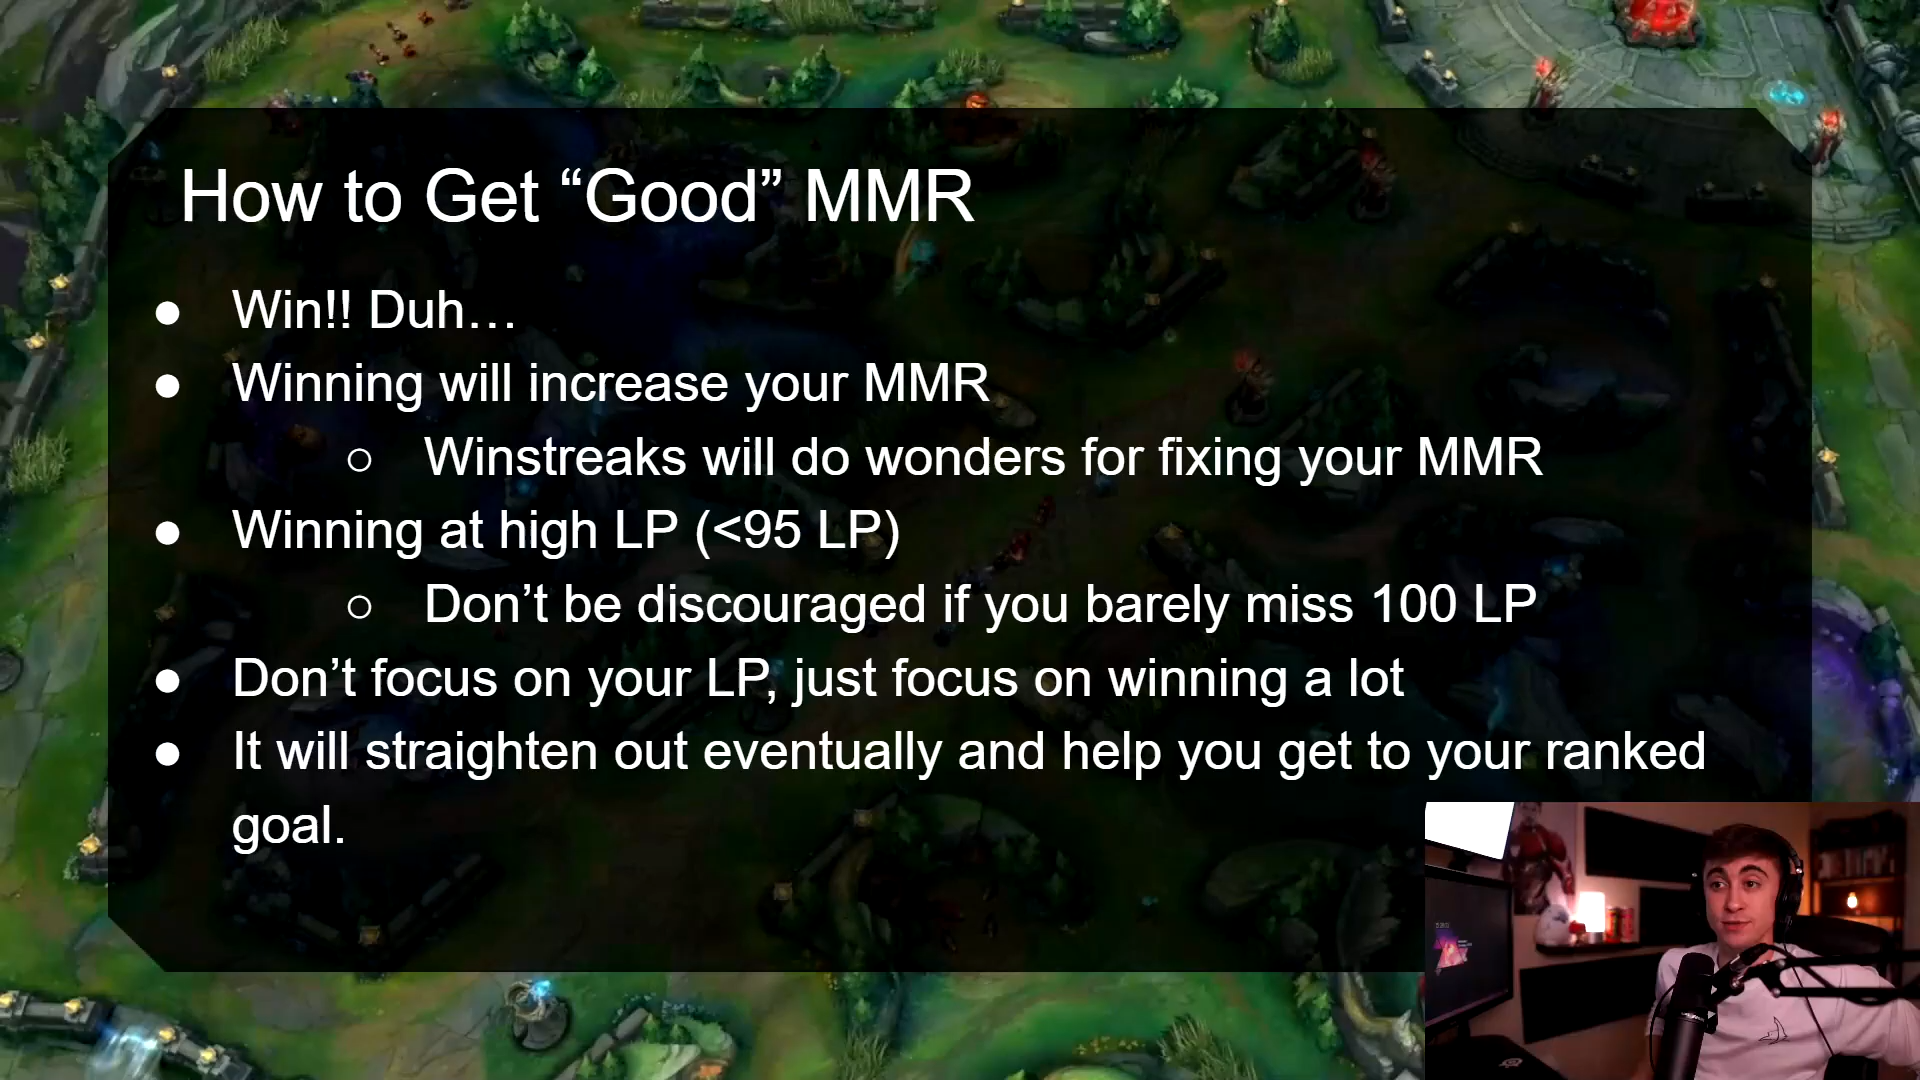 How to Get “Good” MMR
● Win!! Duh…
● Winning will increase your MMR
○ Winstreaks will do wonders for fixing your MMR
● Winning at high LP (<95 LP)
○ Don’t be discouraged if you barely miss 100 LP
● Don’t focus on your LP, just focus on winning a lot
● It will straighten out eventually and help you get to your ranked
goal.